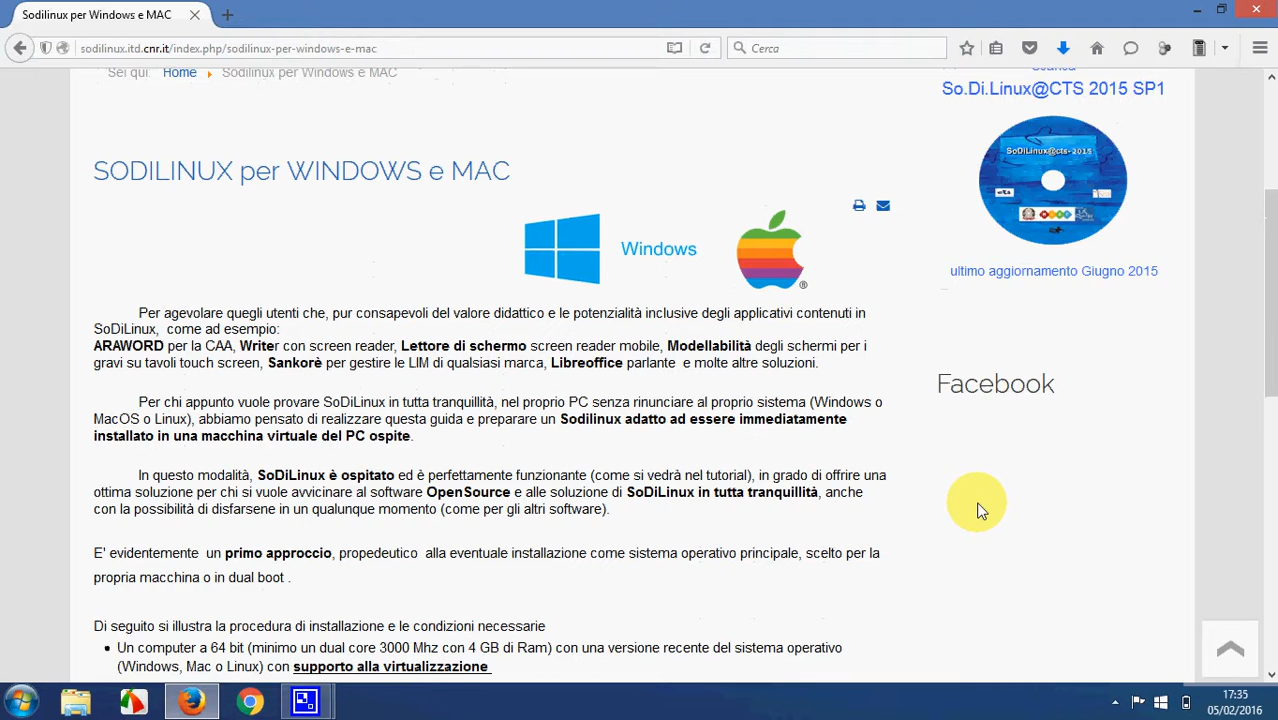 Sodilinux per Windows e MAC
sodilinux.itd.cnr.it/index.php/sodilinux-per-windows-e-mac
Cerca
Sei qui: Home Sodilinux per Windows e MAC
Scarica
So.Di.Linux@CTS 2015 SP1
SoDiLinux@cts-2015
ultimo aggiornamento Giugno 2015
SODILINUX per WINDOWS e MAC
Windows
Per agevolare quegli utenti che, pur consapevoli del valore didattico e le potenzialità inclusive degli applicativi contenuti in
SoDiLinux, come ad esempio:
ARAWORD per la CAA, Writer con screen reader, Lettore di schermo screen reader mobile, Modellabilità degli schermi per i
gravi su tavoli touch screen, Sankorè per gestire le LIM di qualsiasi marca, Libreoffice parlante e molte altre soluzioni.
Per chi appunto vuole provare SoDiLinux in tutta tranquillità, nel proprio PC senza rinunciare al proprio sistema (Windows o
MacOS o Linux), abbiamo pensato di realizzare questa guida e preparare un Sodilinux adatto ad essere immediatamente
installato in una macchina virtuale del PC ospite.
In questo modalità, SoDiLinux è ospitato ed è perfettamente funzionante (come si vedrà nel tutorial), in grado di offrire una
ottima soluzione per chi si vuole avvicinare al software OpenSource e alle soluzione di SoDiLinux in tutta tranquillità, anche
con la possibilità di disfarsene in un qualunque momento (come per gli altri software).
E' evidentemente un primo approccio, propedeutico alla eventuale installazione come sistema operativo principale, scelto per la
propria macchina o in dual boot .
Di seguito si illustra la procedura di installazione e le condizioni necessarie
Un computer a 64 bit (minimo un dual core 3000 Mhz con 4 GB di Ram) con una versione recente del sistema operativo
(Windows, Mac o Linux) con supporto alla virtualizzazione
Facebook
17:35
05/02/2016